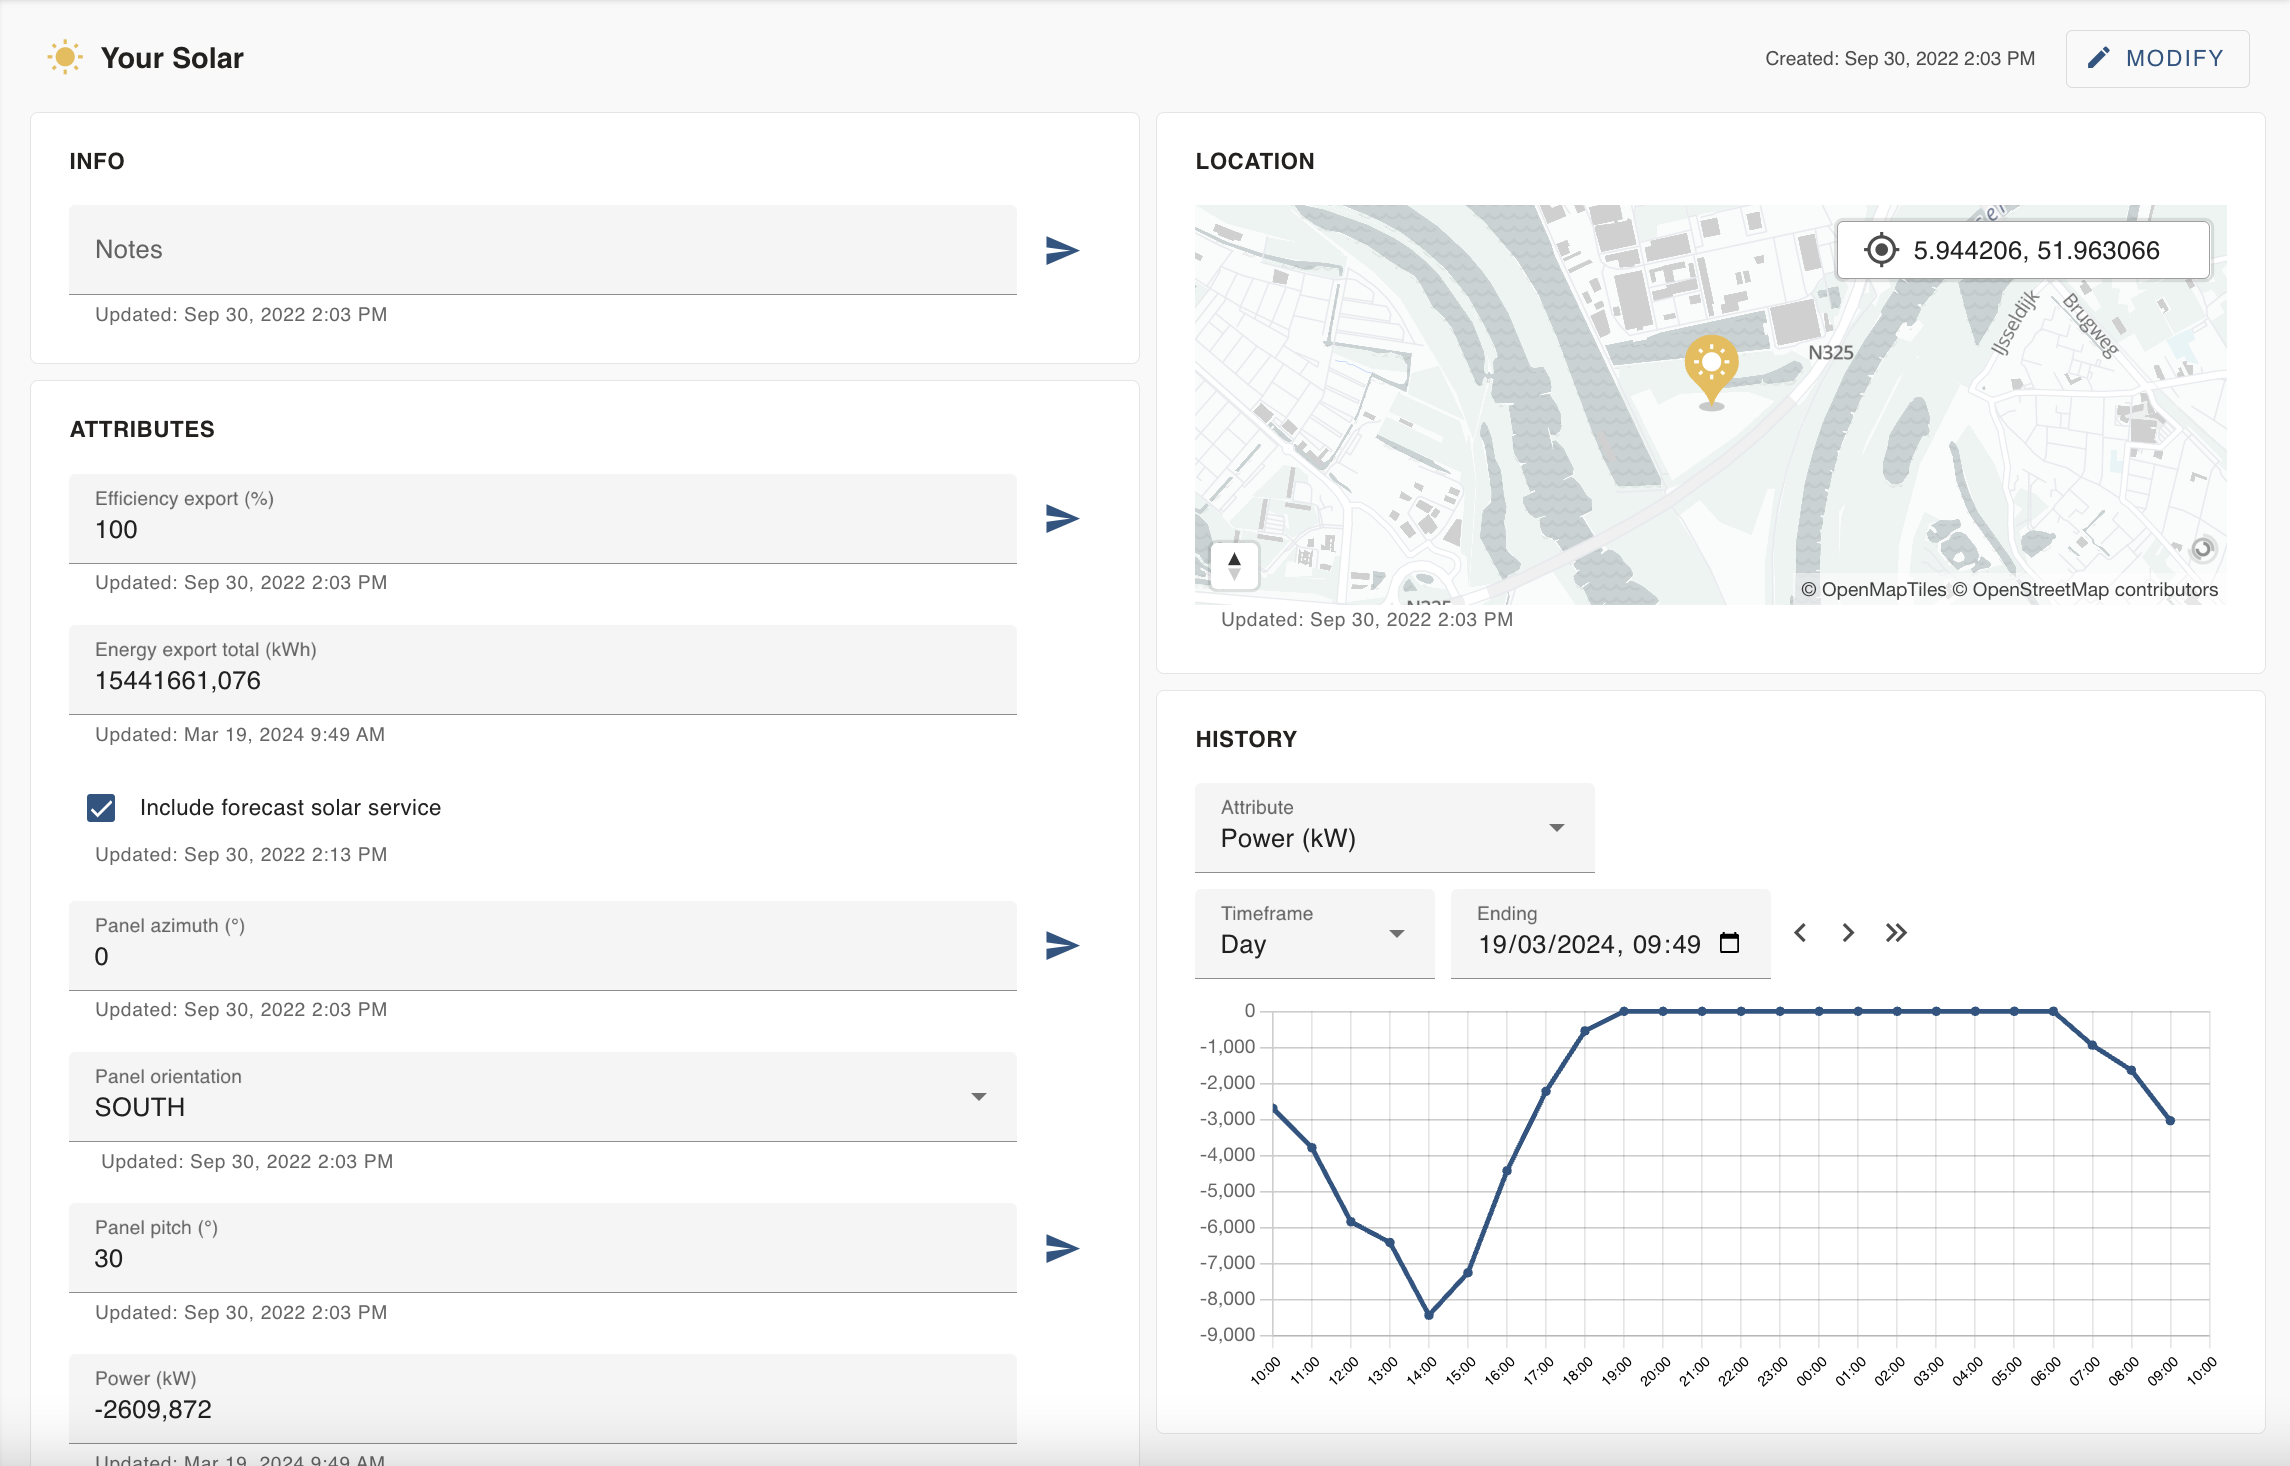 Your Solar
Created: Sep 30, 2022 2:03 PM
MODIFY
INFO
Notes
Updated: Sep 30, 2022 2:03 PM
ATTRIBUTES
Efficiency export (%)
100
Updated: Sep 30, 2022 2:03 PM
Energy export total (kWh)
15441661,076
Updated: Mar 19, 2024 9:49 AM
Include forecast solar service
Updated: Sep 30, 2022 2:13 PM
Panel azimuth (°)
0
Updated: Sep 30, 2022 2:03 PM
Panel orientation
SOUTH
Updated: Sep 30, 2022 2:03 PM
Panel pitch (°)
30
Updated: Sep 30, 2022 2:03 PM
Power (kW)
-2609,872
Updated: Mar 19, 2024 9:49 AM
LOCATION
5.944206, 51.963066
IJsseldijk
Brugweg
N325
N325
© OpenMapTiles © OpenStreetMap contributors
Updated: Sep 30, 2022 2:03 PM
HISTORY
Attribute
Power (kW)
Timeframe
Day
Ending
19/03/2024, 09:49
0
-1,000
-2,000
-3,000
-4,000
-5,000
-6,000
-7,000
-8,000
-9,000
10:00 11:00 12:00 13:00 14:00 15:00 16:00 17:00 18:00 19:00 20:00 21:00 22:00 23:00 00:00 01:00 02:00 03:00 04:00 05:00 06:00 07:00 08:00 09:00 10:00